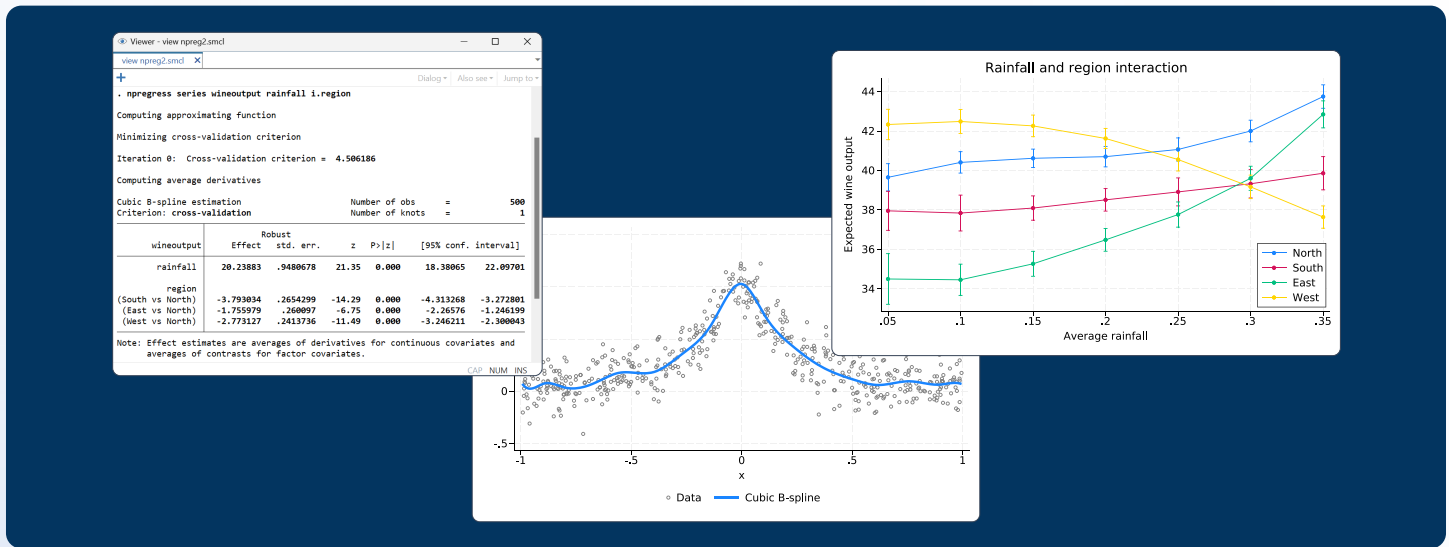 Viewer - view npreg2.smcl
view npreg2.smcl
Dialog Also see Jump to
. npregress series wineoutput rainfall i.region
Computing approximating function
Minimizing cross-validation criterion
Iteration 0: Cross-validation criterion = 4.506186
Computing average derivatives
Cubic B-spline estimation Number of obs = 500
Criterion: cross-validation Number of knots = 1
Robust
wineoutput Effect std. err. z P>|z| [95% conf. interval]
rainfall 20.23883 .9480678 21.35 0.000 18.38065 22.09701
region
(South vs North) -3.793034 .2654299 -14.29 0.000 -4.313268 -3.272801
(East vs North) -1.755979 .260097 -6.75 0.000 -2.26576 -1.246199
(West vs North) -2.773127 .2413736 -11.49 0.000 -3.246211 -2.300043
Note: Effect estimates are averages of derivatives for continuous covariates and
averages of contrasts for factor covariates.
CAP NUM INS
0
-.5
-1 -.5 0 .5 1
x
Data Cubic B-spline
Rainfall and region interaction
Expected wine output
44
42
40
38
36
34
North
South
East
West
.05 .1 .15 .2 .25 .3 .35
Average rainfall